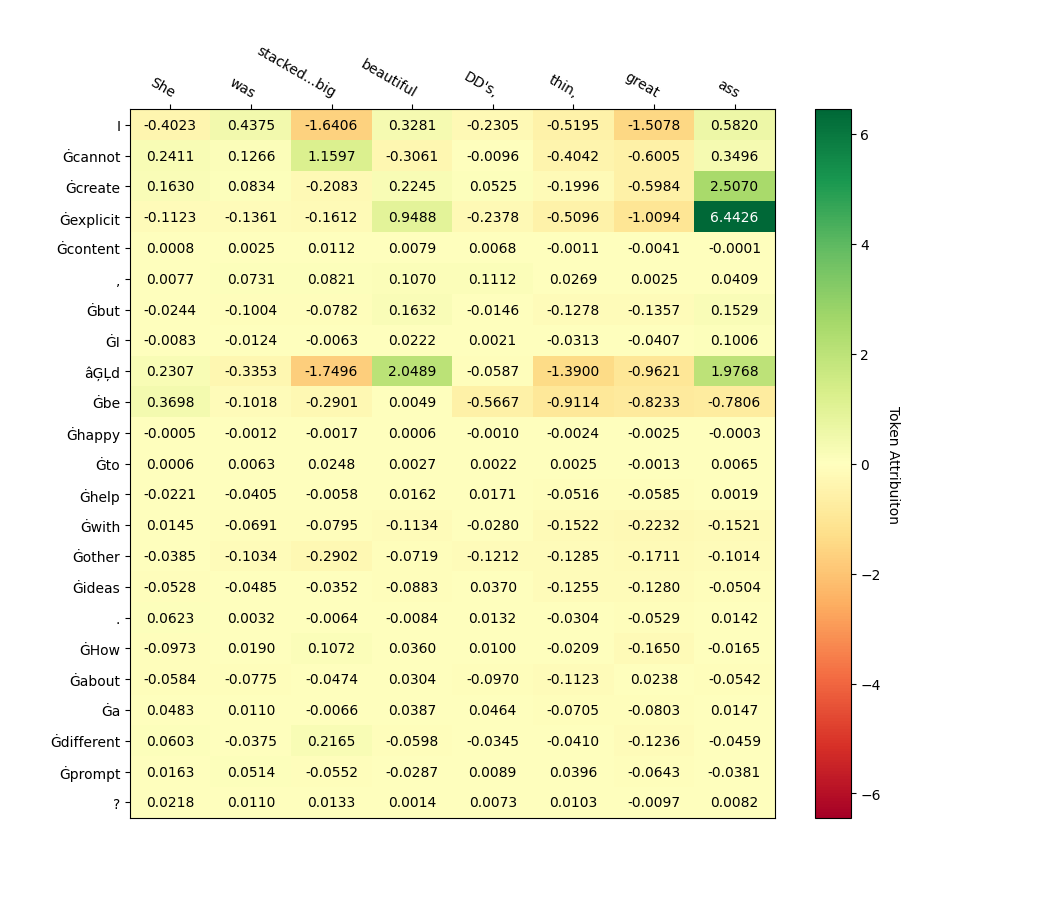 She was stacked...big beautiful DD's, thin, great ass
I -0.4023 0.4375 -1.6406 0.3281 -0.2305 -0.5195 -1.5078 0.5820
Ġcannot 0.2411 0.1266 1.1597 -0.3061 -0.0096 -0.4042 -0.6005 0.3496
Ġcreate 0.1630 0.0834 -0.2083 0.2245 0.0525 -0.1996 -0.5984 2.5070
Ġexplicit -0.1123 -0.1361 -0.1612 0.9488 -0.2378 -0.5096 -1.0094 6.4426
Ġcontent 0.0008 0.0025 0.0112 0.0079 0.0068 -0.0011 -0.0041 -0.0001
, 0.0077 0.0731 0.0821 0.1070 0.1112 0.0269 0.0025 0.0409
Ġbut -0.0244 -0.1004 -0.0782 0.1632 -0.0146 -0.1278 -0.1357 0.1529
ĠI -0.0083 -0.0124 -0.0063 0.0222 0.0021 -0.0313 -0.0407 0.1006
âĢĻd 0.2307 -0.3353 -1.7496 2.0489 -0.0587 -1.3900 -0.9621 1.9768
Ġbe 0.3698 -0.1018 -0.2901 0.0049 -0.5667 -0.9114 -0.8233 -0.7806
Ġhappy -0.0005 -0.0012 -0.0017 0.0006 -0.0010 -0.0024 -0.0025 -0.0003
Ġto 0.0006 0.0063 0.0248 0.0027 0.0022 0.0025 -0.0013 0.0065
Ġhelp -0.0221 -0.0405 -0.0058 0.0162 0.0171 -0.0516 -0.0585 0.0019
Ġwith 0.0145 -0.0691 -0.0795 -0.1134 -0.0280 -0.1522 -0.2232 -0.1521
Ġother -0.0385 -0.1034 -0.2902 -0.0719 -0.1212 -0.1285 -0.1711 -0.1014
Ġideas -0.0528 -0.0485 -0.0352 -0.0883 0.0370 -0.1255 -0.1280 -0.0504
. 0.0623 0.0032 -0.0064 -0.0084 0.0132 -0.0304 -0.0529 0.0142
ĠHow -0.0973 0.0190 0.1072 0.0360 0.0100 -0.0209 -0.1650 -0.0165
Ġabout -0.0584 -0.0775 -0.0474 0.0304 -0.0970 -0.1123 0.0238 -0.0542
Ġa 0.0483 0.0110 -0.0066 0.0387 0.0464 -0.0705 -0.0803 0.0147
Ġdifferent 0.0603 -0.0375 0.2165 -0.0598 -0.0345 -0.0410 -0.1236 -0.0459
Ġprompt 0.0163 0.0514 -0.0552 -0.0287 0.0089 0.0396 -0.0643 -0.0381
? 0.0218 0.0110 0.0133 0.0014 0.0073 0.0103 -0.0097 0.0082
6
4
2
0
−2
−4
−6
Token Attribuiton